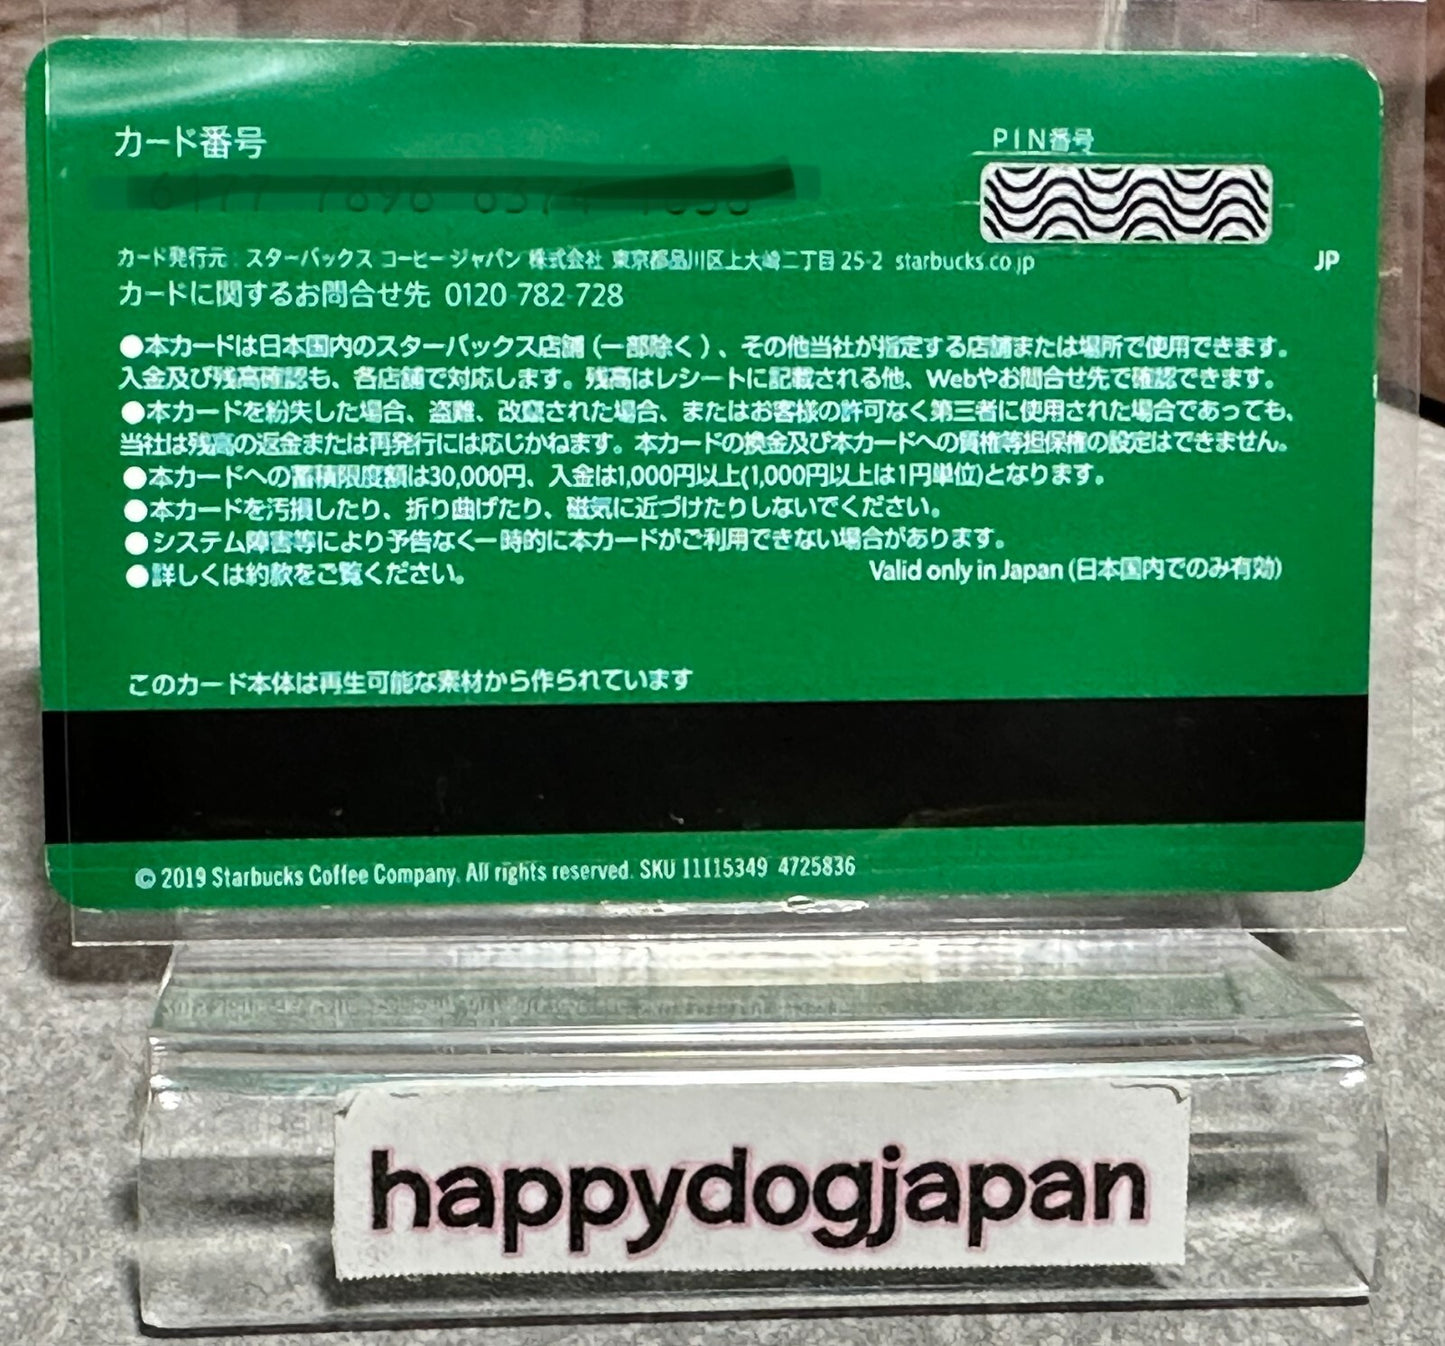 カード番号
PIN番号
カード発行元：スターバックス コーヒー ジャパン 株式会社 東京都品川区上大崎二丁目25-2 starbucks.co.jp
JP
カードに関するお問合せ先 0120-782-728
●本カードは日本国内のスターバックス店舗（一部除く）、その他当社が指定する店舗または場所で使用できます。
入金及び残高確認も、各店舗で対応します。残高はレシートに記載される他、Webやお問合せ先で確認できます。
●本カードを紛失した場合、盗難、改竄された場合、またはお客様の許可なく第三者に使用された場合であっても、
当社は残高の返金または再発行には応じかねます。本カードの換金及び本カードへの質権等担保権の設定はできません。
●本カードへの蓄積限度額は30,000円、入金は1,000円以上(1,000円以上は1円単位)となります。
●本カードを汚損したり、折り曲げたり、磁気に近づけたりしないでください。
●システム障害等により予告なく一時的に本カードがご利用できない場合があります。
●詳しくは約款をご覧ください。
Valid only in Japan (日本国内でのみ有効)
このカード本体は再生可能な素材から作られています
© 2019 Starbucks Coffee Company. All rights reserved. SKU 11115349 4725836
happydogjapan